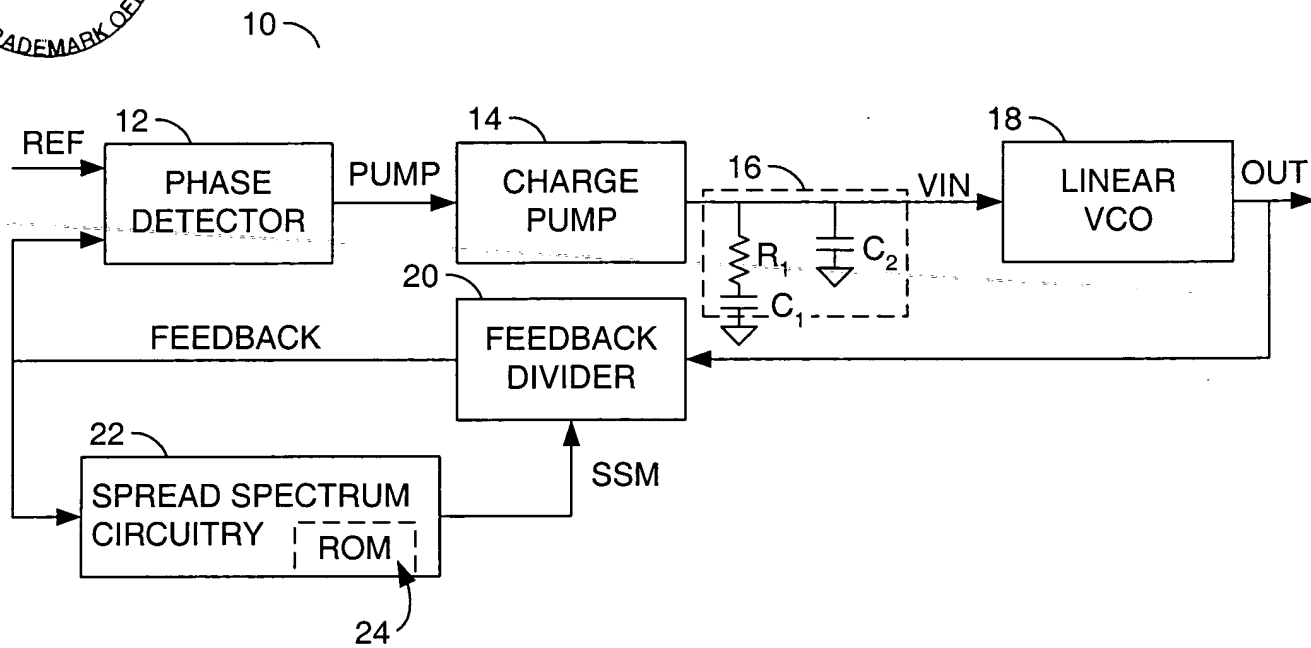 10
12
REF
PHASE
DETECTOR
PUMP
14
CHARGE
PUMP
16
VIN
R1
C1
C2
18
LINEAR
VCO
OUT
20
FEEDBACK
DIVIDER
FEEDBACK
22
SPREAD SPECTRUM
CIRCUITRY
ROM
24
SSM